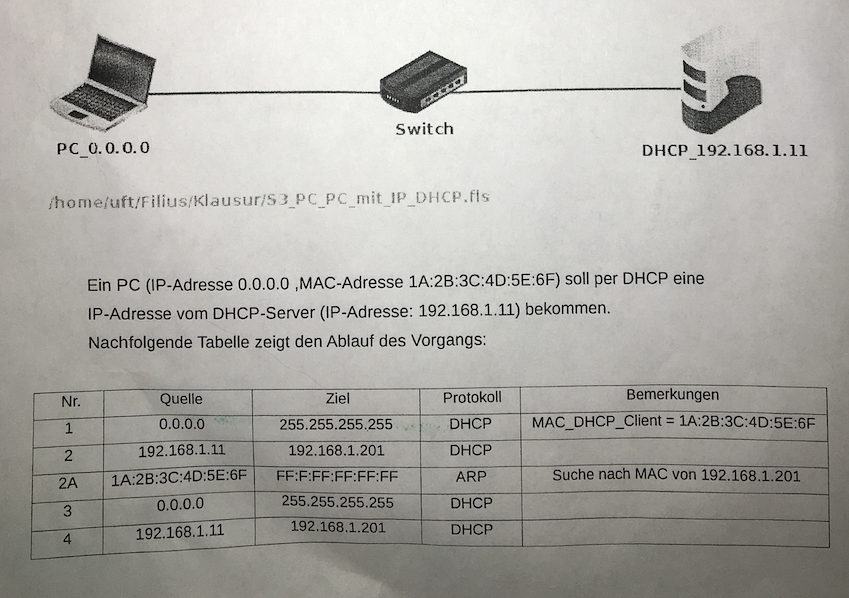 Switch
PC_0.0.0.0
DHCP_192.168.1.11
/home/uft/Filius/Klausur/S3_PC_PC_mit_IP_DHCP.fls
Ein PC (IP-Adresse 0.0.0.0 ,MAC-Adresse 1A:2B:3C:4D:5E:6F) soll per DHCP eine
IP-Adresse vom DHCP-Server (IP-Adresse: 192.168.1.11) bekommen.
Nachfolgende Tabelle zeigt den Ablauf des Vorgangs:
Nr. Quelle Ziel Protokoll Bemerkungen
1 0.0.0.0 255.255.255.255 DHCP MAC_DHCP_Client = 1A:2B:3C:4D:5E:6F
2 192.168.1.11 192.168.1.201 DHCP
2A 1A:2B:3C:4D:5E:6F FF:F:FF:FF:FF:FF ARP Suche nach MAC von 192.168.1.201
3 0.0.0.0 255.255.255.255 DHCP
4 192.168.1.11 192.168.1.201 DHCP